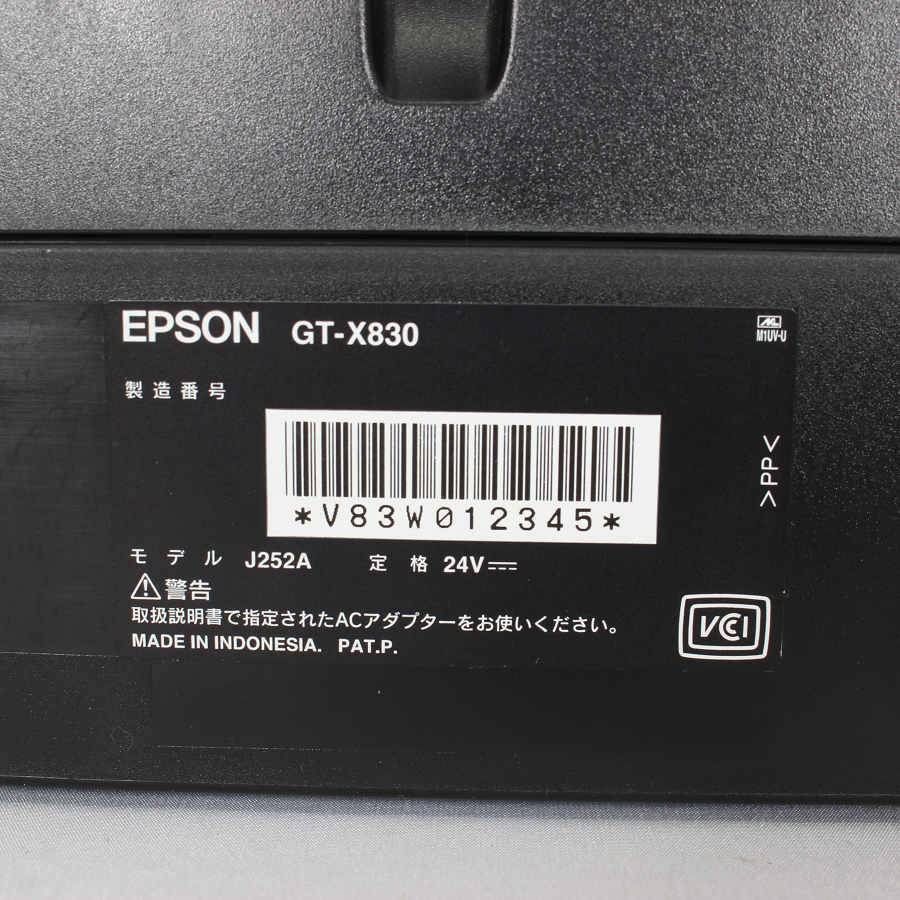 EPSON GT-X830
M1UV-U
製造番号
*V83W012345*
>PP<
モデル J252A 定格 24V⎓
⚠警告
取扱説明書で指定されたACアダプターをお使いください。
MADE IN INDONESIA. PAT.P.
VCCI